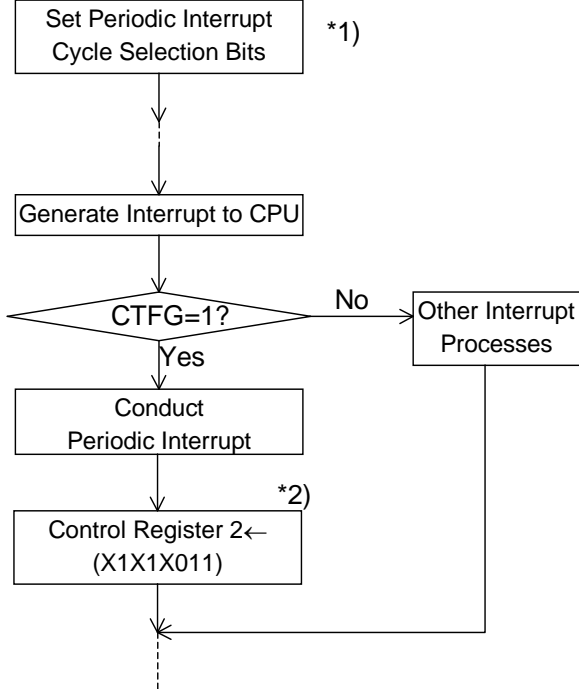 Set Periodic Interrupt
Cycle Selection Bits
*1)
Generate Interrupt to CPU
CTFG=1?
No
Other Interrupt
Processes
Yes
Conduct
Periodic Interrupt
*2)
Control Register 2←
(X1X1X011)